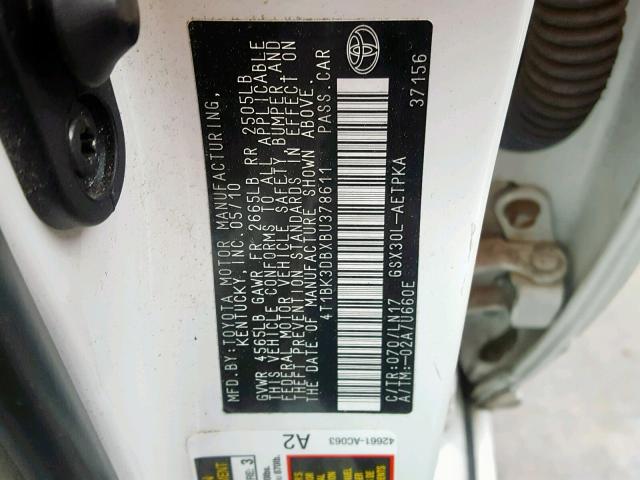 MFD.BY:TOYOTA MOTOR MANUFACTURING,
KENTUCKY, INC. 05/10
GVWR 4565LB GAWR FR 2665LB RR 2505LB
THIS VEHICLE CONFORMS TO ALL APPLICABLE
FEDERAL MOTOR VEHICLE SAFETY, BUMPER, AND
THEFT PREVENTION STANDARDS IN EFFECT ON
THE DATE OF MANUFACTURE SHOWN ABOVE.
4T1BK3DBXBU378611 PASS.CAR
C/TR:070/LN17 GSX30L-AETPKA
A/TM:-02A/U660E
37156
42661-AC063
A2